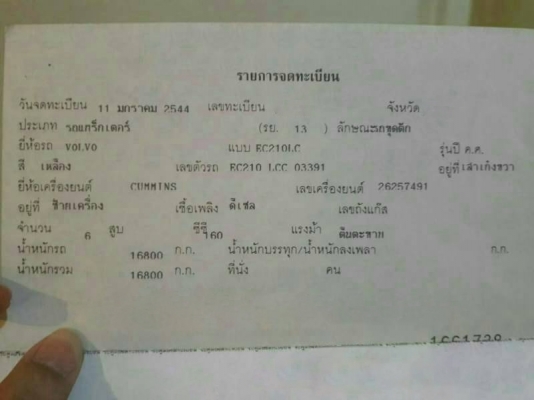 รายการจดทะเบียน
วันจดทะเบียน 11 มกราคม 2544 เลขทะเบียน จังหวัด
ประเภท รถแทร็กเตอร์ (รย. 13 ) ลักษณะรถขุดตัก
ยี่ห้อรถ VOLVO แบบ EC210LC รุ่นปี ค.ศ.
สี เหลือง เลขตัวรถ EC210 LCC 03391 อยู่ที่ เสาเก๋งขวา
ยี่ห้อเครื่องยนต์ CUMMINS เลขเครื่องยนต์ 26257491
อยู่ที่ ซ้ายเครื่อง เชื้อเพลิง ดีเซล เลขถังแก๊ส
จำนวน 6 สูบ ซีซี 160 แรงม้า ตีนตะขาบ
น้ำหนักรถ 16800 ก.ก. น้ำหนักบรรทุก/น้ำหนักลงเพลา ก.ก.
น้ำหนักรวม 16800 ก.ก. ที่นั่ง คน